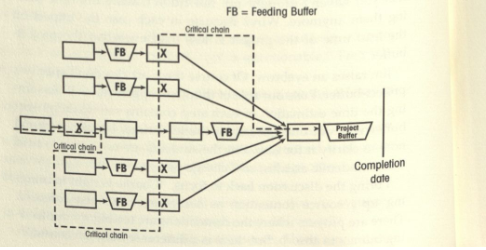 FB = Feeding Buffer
Critical chain
FB X
FB X
X FB Project
Buffer
Critical chain
FB X
Completion
date
FB X
Critical chain